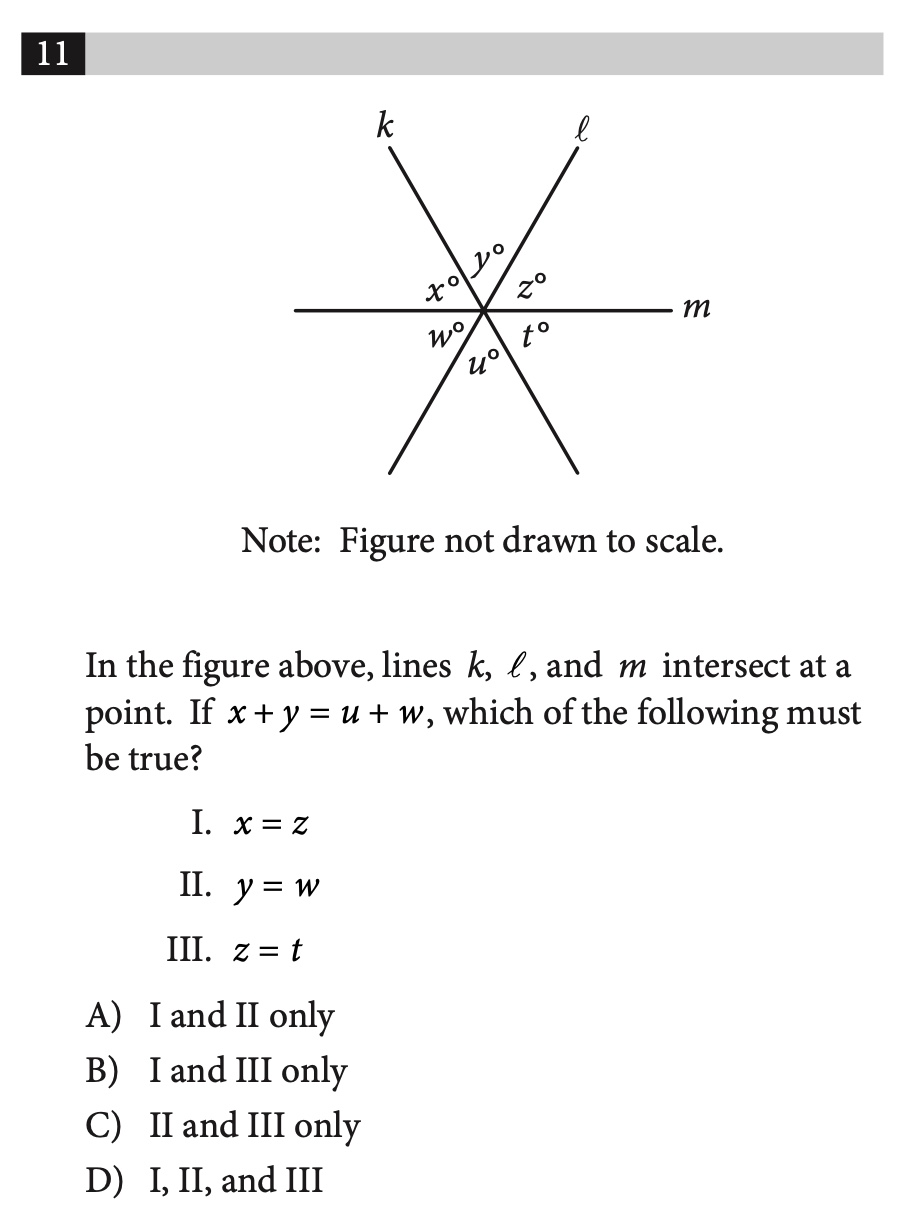 11
k
ℓ
y°
x° z°
m
w° t°
u°
Note: Figure not drawn to scale.
In the figure above, lines k, ℓ, and m intersect at a
point. If x + y = u + w, which of the following must
be true?
I. x = z
II. y = w
III. z = t
A) I and II only
B) I and III only
C) II and III only
D) I, II, and III